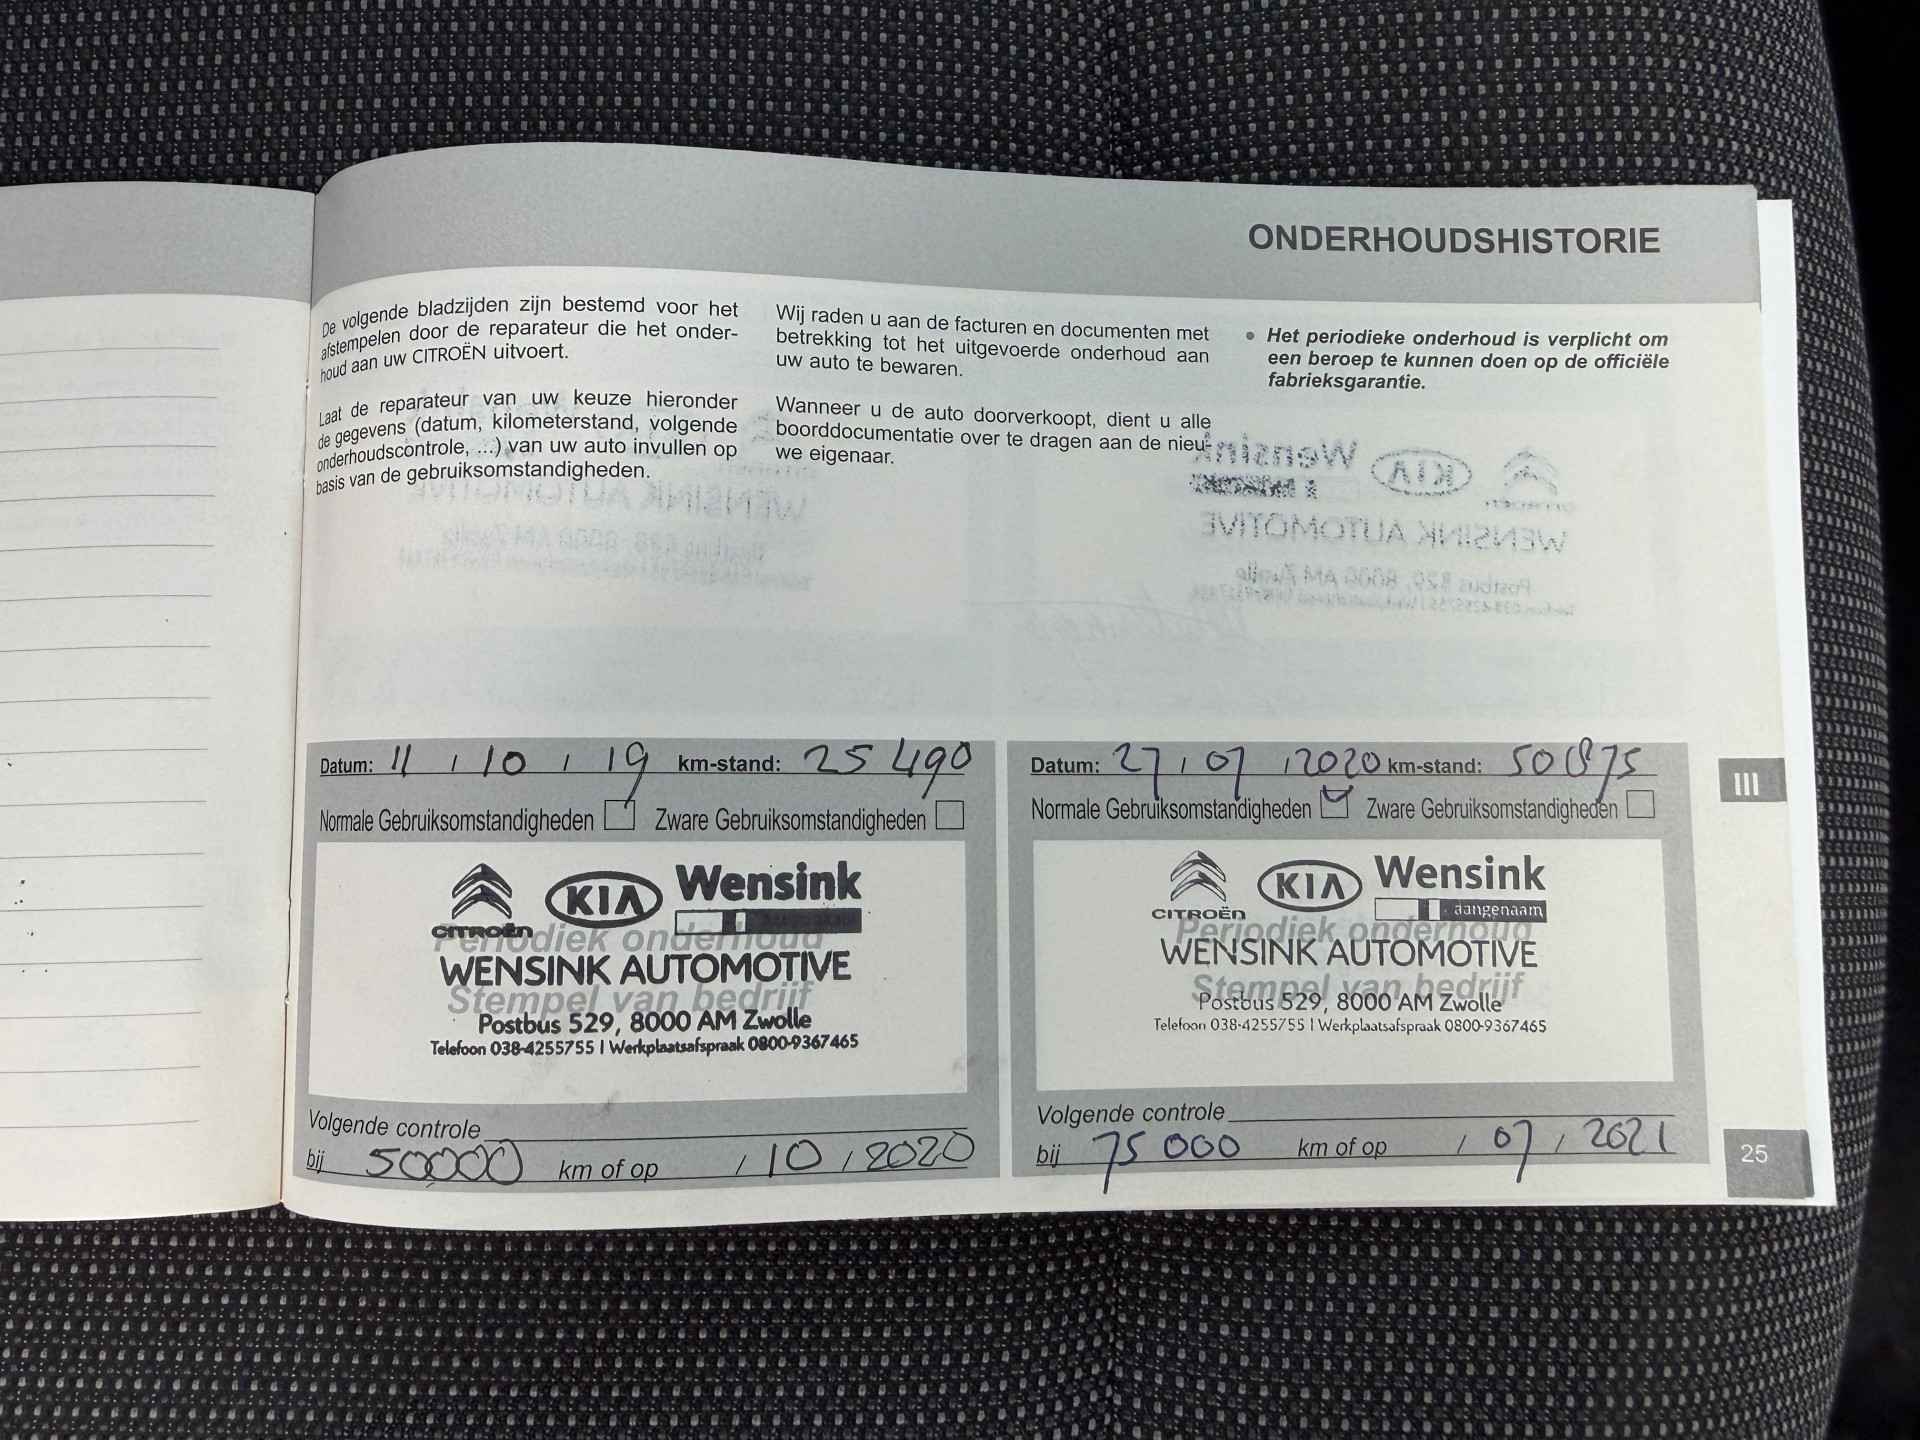 ONDERHOUDSHISTORIE
De volgende bladzijden zijn bestemd voor het
afstempelen door de reparateur die het onder-
houd aan uw CITROËN uitvoert.
Laat de reparateur van uw keuze hieronder
de gegevens (datum, kilometerstand, volgende
onderhoudscontrole, ...) van uw auto invullen op
basis van de gebruiksomstandigheden.
Wij raden u aan de facturen en documenten met
betrekking tot het uitgevoerde onderhoud aan
uw auto te bewaren.
Wanneer u de auto doorverkoopt, dient u alle
boorddocumentatie over te dragen aan de nieu-
we eigenaar.
• Het periodieke onderhoud is verplicht om
een beroep te kunnen doen op de officiële
fabrieksgarantie.
Datum: 11 / 10 / 19 km-stand: 25 490
Normale Gebruiksomstandigheden Zware Gebruiksomstandigheden
CITROËN KIA Wensink
Periodiek onderhoud
WENSINK AUTOMOTIVE
Stempel van bedrijf
Postbus 529, 8000 AM Zwolle
Telefoon 038-4255755 | Werkplaatsafspraak 0800-9367465
Volgende controle
bij 50000 km of op / 10 / 2020
Datum: 27 / 07 / 2020 km-stand: 50875
Normale Gebruiksomstandigheden Zware Gebruiksomstandigheden
CITROËN KIA Wensink
aangenaam
Periodiek onderhoud
WENSINK AUTOMOTIVE
Stempel van bedrijf
Postbus 529, 8000 AM Zwolle
Telefoon 038-4255755 | Werkplaatsafspraak 0800-9367465
Volgende controle
bij 75 000 km of op / 07 / 2021
III
25